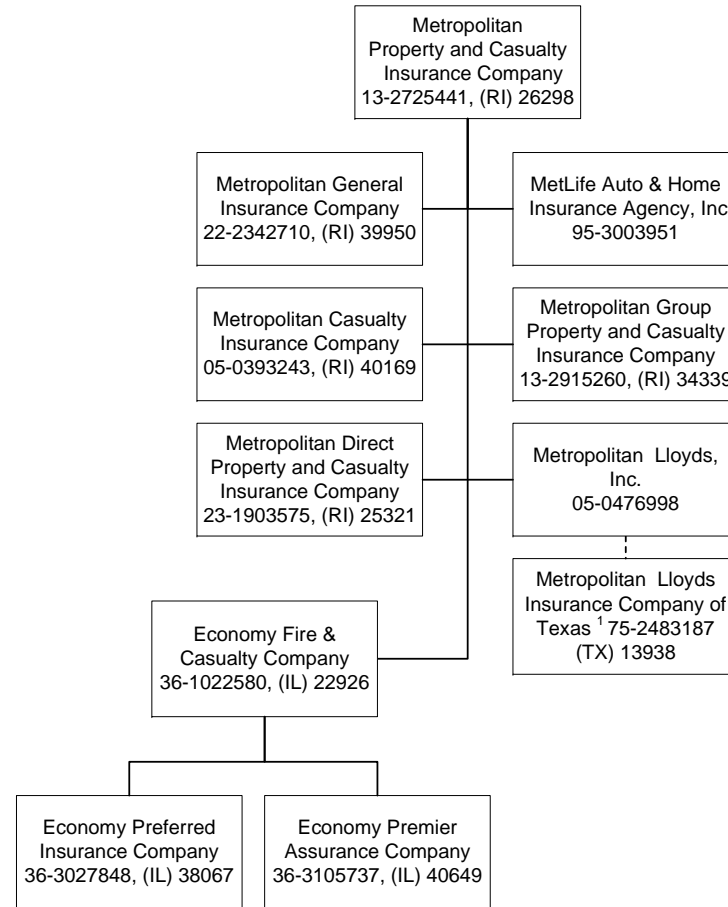 Metropolitan
Property and Casualty
Insurance Company
13-2725441, (RI) 26298
Metropolitan General
Insurance Company
22-2342710, (RI) 39950
MetLife Auto & Home
Insurance Agency, Inc
95-3003951
Metropolitan Casualty
Insurance Company
05-0393243, (RI) 40169
Metropolitan Group
Property and Casualty
Insurance Company
13-2915260, (RI) 34339
Metropolitan Direct
Property and Casualty
Insurance Company
23-1903575, (RI) 25321
Metropolitan Lloyds,
Inc.
05-0476998
Metropolitan Lloyds
Insurance Company of
Texas 1 75-2483187
(TX) 13938
Economy Fire &
Casualty Company
36-1022580, (IL) 22926
Economy Preferred
Insurance Company
36-3027848, (IL) 38067
Economy Premier
Assurance Company
36-3105737, (IL) 40649